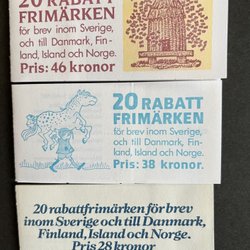 20 RABATT
FRIMÄRKEN
för brev inom Sverige,
och till Danmark, Fin-
land, Island och Norge.
Pris: 46 kronor
20 RABATT
FRIMÄRKEN
för brev inom Sverige,
och till Danmark, Fin-
land, Island och Norge.
Pris: 38 kronor.
20 rabattfrimärken för brev
inom Sverige och till Danmark,
Finland, Island och Norge.
Pris 28 kronor